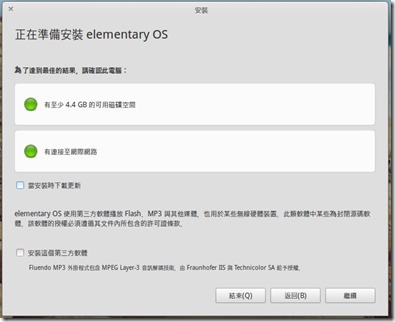 安裝
正在準備安裝 elementary OS
為了達到最佳的結果，請確認此電腦：
有至少 4.4 GB 的可用磁碟空間
有連接至網際網路
當安裝時下載更新
elementary OS 使用第三方軟體播放 Flash、MP3 與其他媒體，也用於某些無線硬體裝置，此類軟體中某些為封閉源碼軟
體，該軟體的授權必須遵循其文件內所包含的許可證條款。
安裝這個第三方軟體
Fluendo MP3 外掛程式包含 MPEG Layer-3 音訊解碼技術，由 Fraunhofer IIS 與 Technicolor SA 給予授權。
結束(Q)
返回(B)
繼續